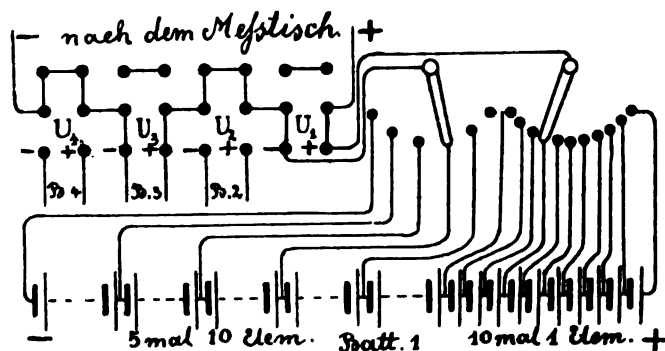 − nach dem Meßtisch. +
U4 U3 U2 U1
− + − + − + − +
B.4 B.3 B.2
− 5 mal 10 Elem. Batt. 1 10 mal 1 Elem. +